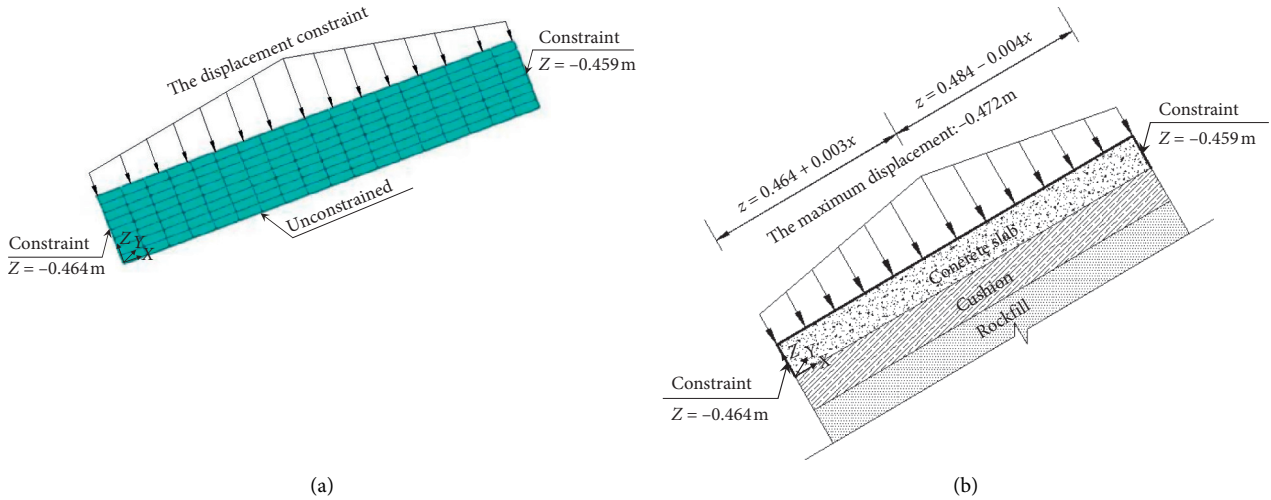 The displacement constraint
Constraint
Z = –0.459 m
Unconstrained
Constraint
Z = –0.464 m
Z
Y
X
(a)
z = 0.464 + 0.003x
z = 0.484 – 0.004x
The maximum displacement: –0.472m
Constraint
Z = –0.459 m
Concrete slab
Cushion
Rockfill
Z
Y
X
Constraint
Z = –0.464 m
(b)